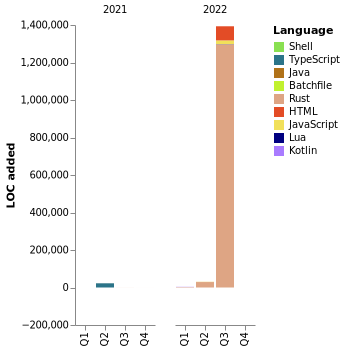 2021 2022
Language
Shell
TypeScript
Java
Batchfile
Rust
HTML
JavaScript
Lua
Kotlin
LOC added
1,400,000
1,200,000
1,000,000
800,000
600,000
400,000
200,000
0
−200,000
Q1 Q2 Q3 Q4 Q1 Q2 Q3 Q4